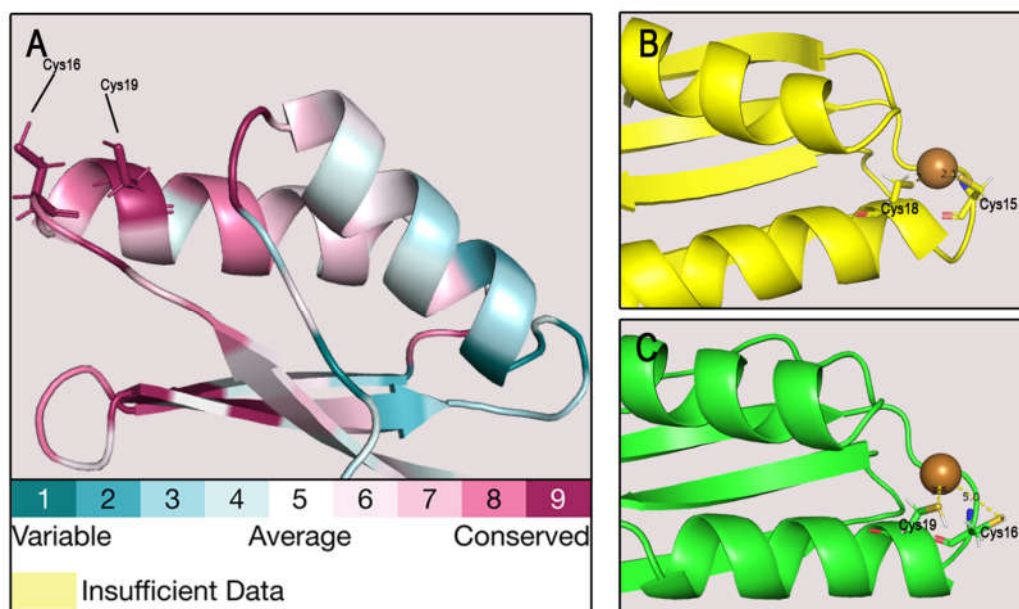 A
Cys16
Cys19
1 2 3 4 5 6 7 8 9
Variable Average Conserved
Insufficient Data
B
Cys18
Cys15
C
5.0
Cys19
Cys16